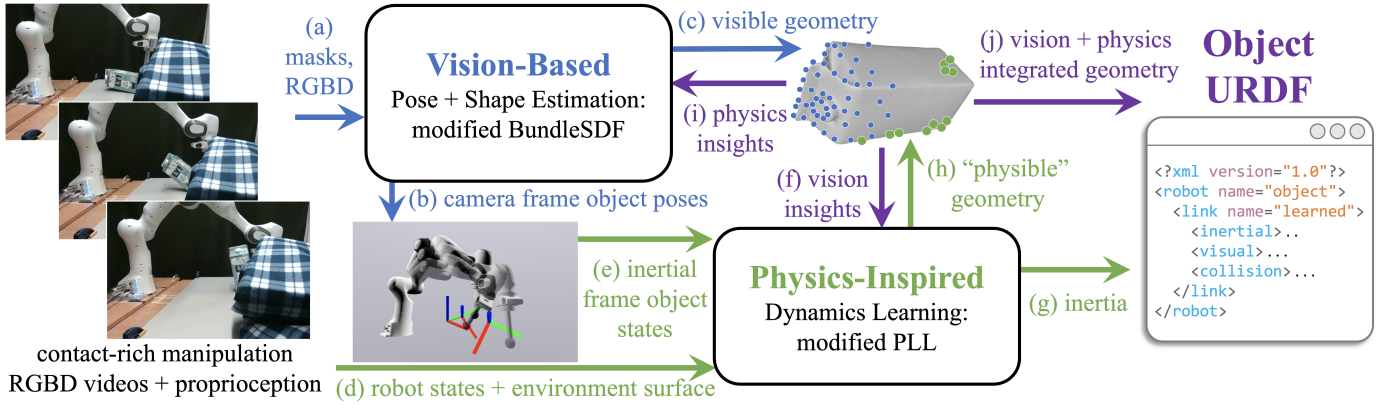 (a)
masks,
RGBD
Vision-Based
Pose + Shape Estimation:
modified BundleSDF
(c) visible geometry
(i) physics
insights
(j) vision + physics
integrated geometry
Object
URDF
(b) camera frame object poses
(f) vision
insights
(h) “physible”
geometry
(e) inertial
frame object
states
Physics-Inspired
Dynamics Learning:
modified PLL
(g) inertia
<?xml version="1.0"?>
<robot name="object">
<link name="learned">
<inertial>..
<visual>...
<collision>...
</link>
</robot>
contact-rich manipulation
RGBD videos + proprioception
(d) robot states + environment surface